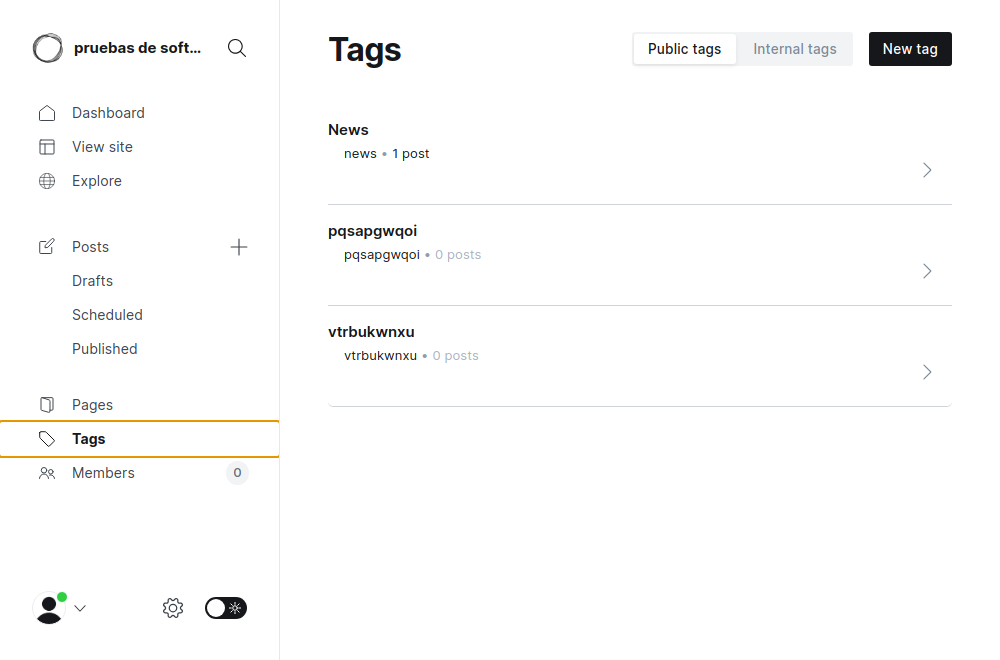 pruebas de soft...
Dashboard
View site
Explore
Posts
Drafts
Scheduled
Published
Pages
Tags
Members 0
Tags
Public tags Internal tags New tag
News
news • 1 post
pqsapgwqoi
pqsapgwqoi • 0 posts
vtrbukwnxu
vtrbukwnxu • 0 posts